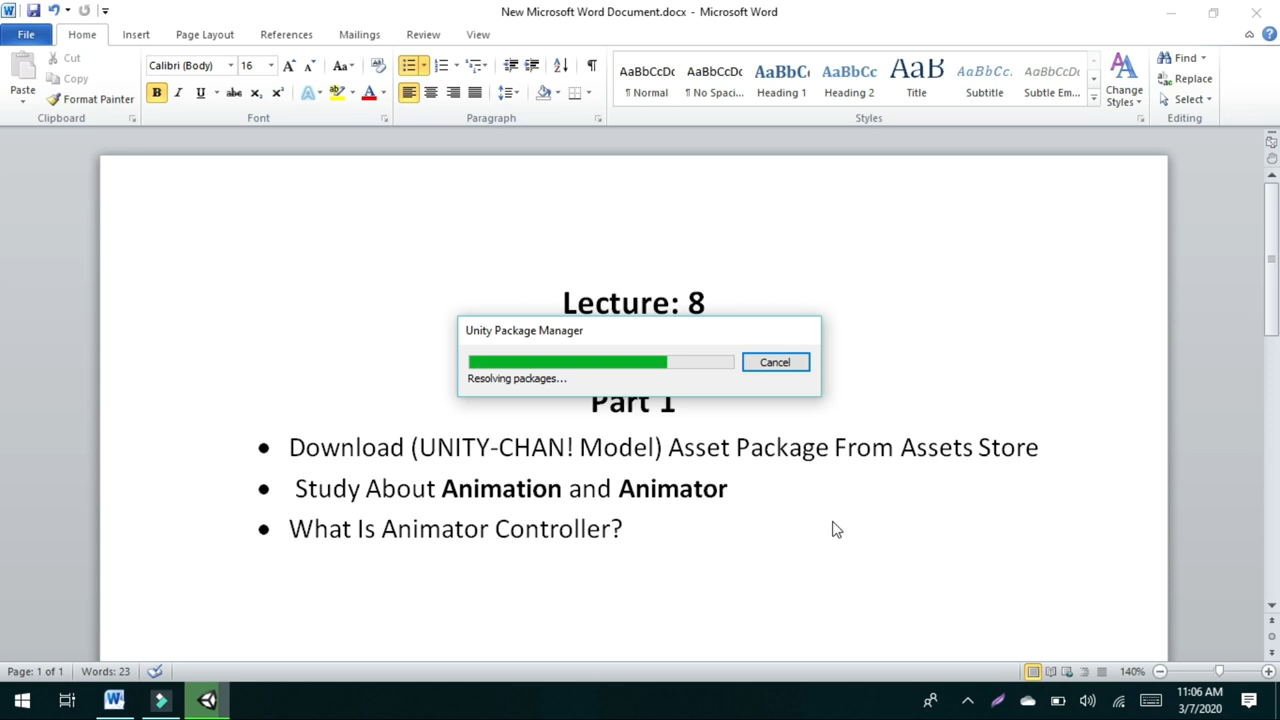 New Microsoft Word Document.docx - Microsoft Word
File Home Insert Page Layout References Mailings Review View
Paste
Cut
Copy
Format Painter
Clipboard
Calibri (Body) 16
Font
Paragraph
AaBbCcDc AaBbCcDc AaBbCc AaBbCc AaB AaBbCc. AaBbCcDc
¶ Normal ¶ No Spaci... Heading 1 Heading 2 Title Subtitle Subtle Em...
Change Styles
Styles
Find
Replace
Select
Editing
Lecture: 8
Unity Package Manager
Cancel
Resolving packages...
Part 1
• Download (UNITY-CHAN! Model) Asset Package From Assets Store
• Study About Animation and Animator
• What Is Animator Controller?
Page: 1 of 1 Words: 23 140%
11:06 AM
3/7/2020